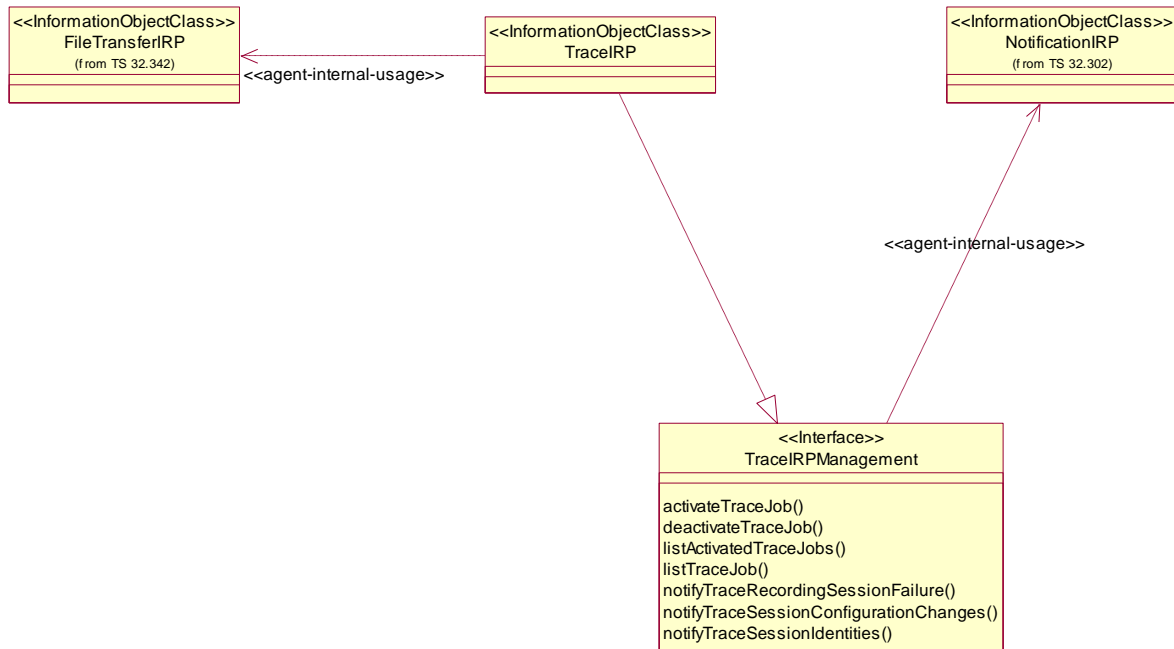 <<InformationObjectClass>>
FileTransferIRP
(from TS 32.342)
<<agent-internal-usage>>
<<InformationObjectClass>>
TraceIRP
<<InformationObjectClass>>
NotificationIRP
(from TS 32.302)
<<agent-internal-usage>>
<<Interface>>
TraceIRPManagement
activateTraceJob()
deactivateTraceJob()
listActivatedTraceJobs()
listTraceJob()
notifyTraceRecordingSessionFailure()
notifyTraceSessionConfigurationChanges()
notifyTraceSessionIdentities()